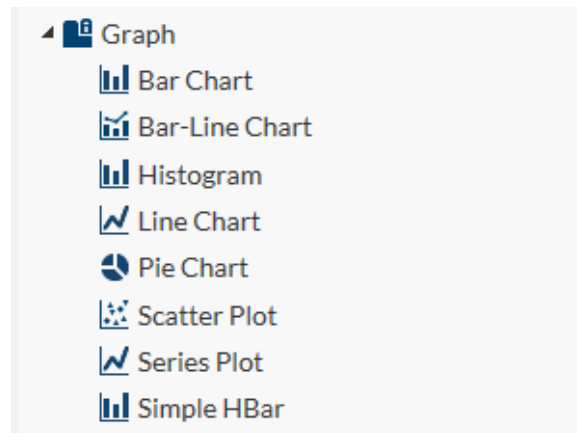 Graph
Bar Chart
Bar-Line Chart
Histogram
Line Chart
Pie Chart
Scatter Plot
Series Plot
Simple HBar